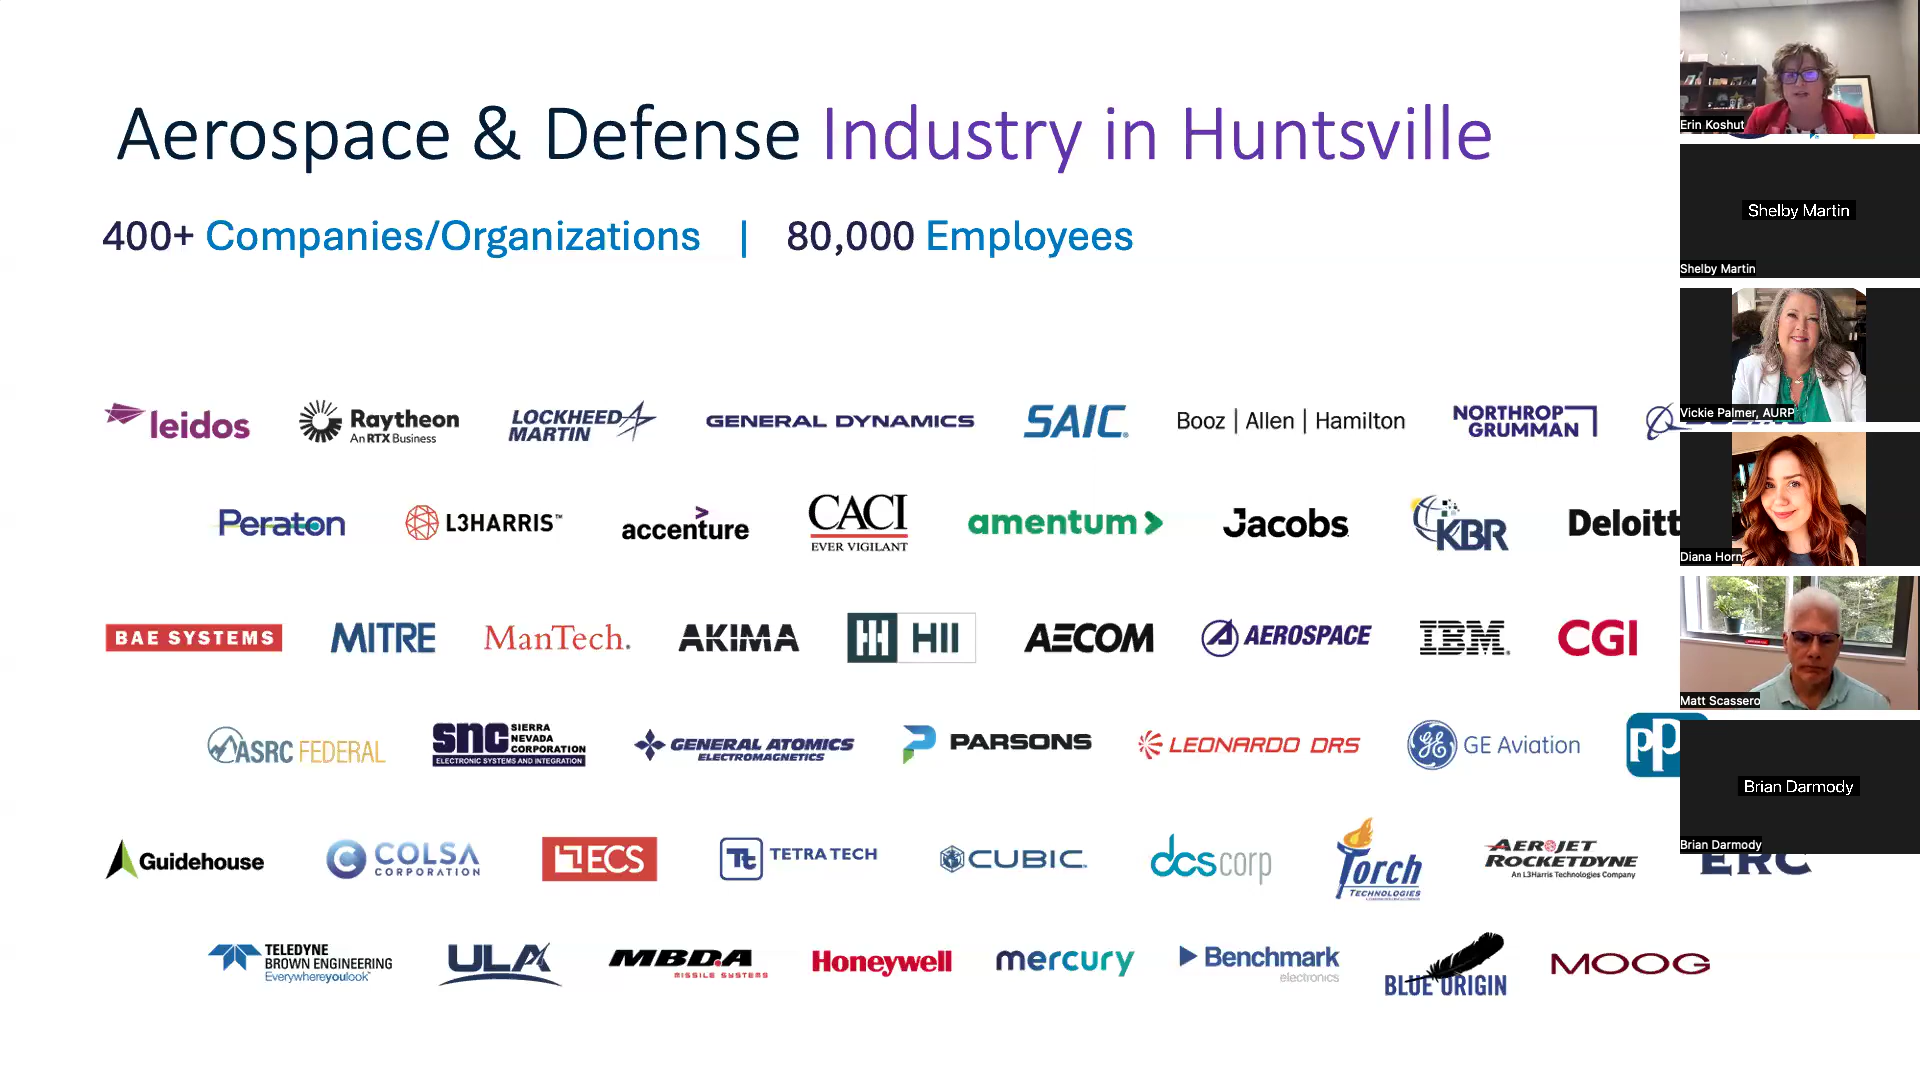 Aerospace & Defense Industry in Huntsville
400+ Companies/Organizations | 80,000 Employees
leidos
Raytheon
An RTX Business
LOCKHEED
MARTIN
GENERAL DYNAMICS
SAIC
Booz | Allen | Hamilton
NORTHROP
GRUMMAN
Peraton
L3HARRIS™
accenture
CACI
EVER VIGILANT
amentum
Jacobs
KBR
Deloitt
BAE SYSTEMS
MITRE
ManTech.
AKIMA
HII
AECOM
AEROSPACE
IBM
CGI
ASRC FEDERAL
snc SIERRA
NEVADA
CORPORATION
ELECTRONIC SYSTEMS AND INTEGRATION
GENERAL ATOMICS
ELECTROMAGNETICS
PARSONS
LEONARDO DRS
GE Aviation
pp
Guidehouse
COLSA
CORPORATION
ECS
Tt TETRA TECH
CUBIC
dcscorp
Torch
TECHNOLOGIES
AEROJET
ROCKETDYNE
An L3Harris Technologies Company
ERC
TELEDYNE
BROWN ENGINEERING
Everywhereyoulook™
ULA
MBDA
MISSILE SYSTEMS
Honeywell
mercury
Benchmark
electronics
BLUE ORIGIN
MOOG
Erin Koshut
Shelby Martin
Shelby Martin
Vickie Palmer, AURP
Diana Horn
Matt Scassero
Brian Darmody
Brian Darmody